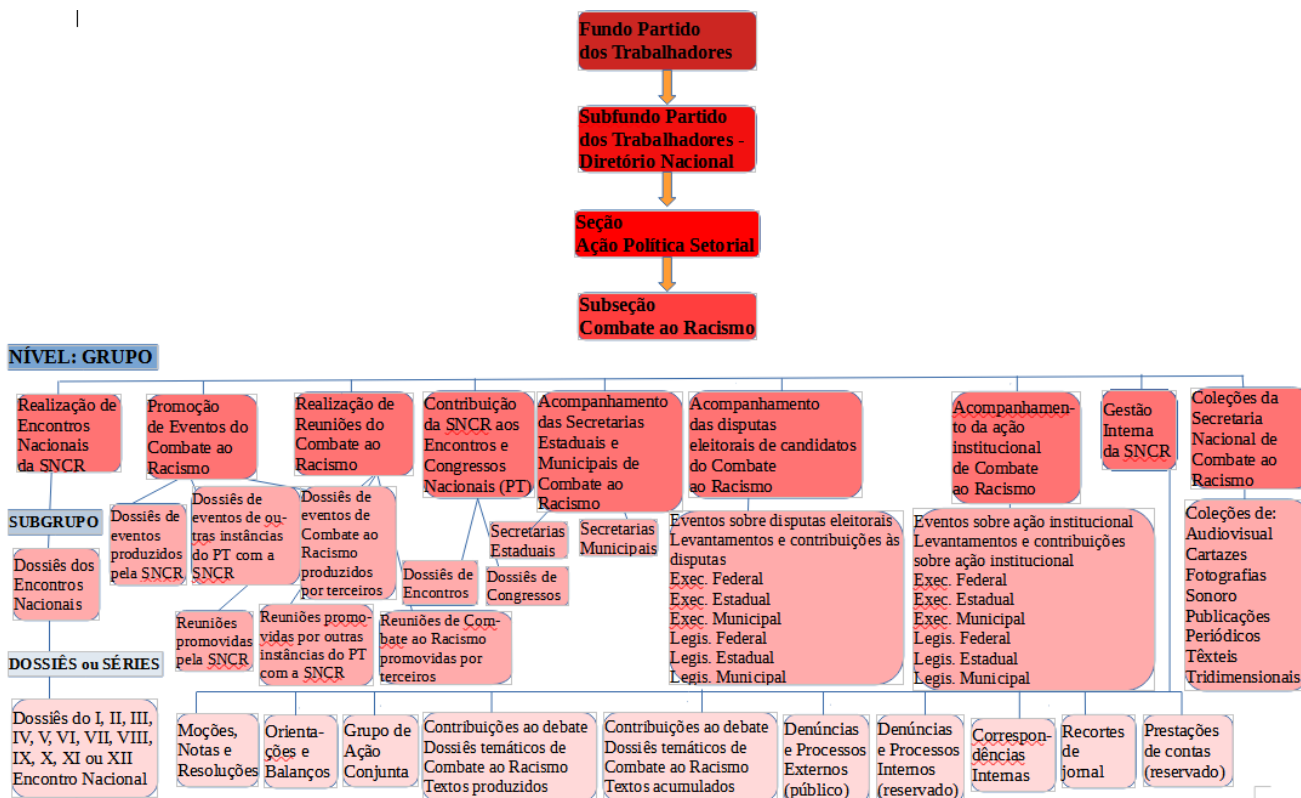 Fundo Partido
dos Trabalhadores
Subfundo Partido
dos Trabalhadores -
Diretório Nacional
Seção
Ação Política Setorial
Subseção
Combate ao Racismo
NÍVEL: GRUPO
Realização de
Encontros
Nacionais
da SNCR
Promoção
de Eventos do
Combate ao
Racismo
Realização de
Reuniões do
Combate ao
Racismo
Contribuição
da SNCR aos
Encontros e
Congressos
Nacionais (PT)
Acompanhamento
das Secretarias
Estaduais e
Municipais de
Combate ao
Racismo
Acompanhamento
das disputas
eleitorais de candidatos
do Combate
ao Racismo
Acompanhamen-
to da ação
institucional
de Combate
ao Racismo
Gestão
Interna
da SNCR
Coleções da
Secretaria
Nacional de
Combate ao
Racismo
SUBGRUPO
Dossiês dos
Encontros
Nacionais
Dossiês de
eventos
produzidos
pela SNCR
Dossiês de
eventos de ou-
tras instâncias
do PT com a
SNCR
Dossiês de
eventos de
Combate ao
Racismo
produzidos
por terceiros
Reuniões
promovidas
pela SNCR
Reuniões promo-
vidas por outras
instâncias do PT
com a SNCR
Reuniões de Com-
bate ao Racismo
promovidas por
terceiros
Dossiês de
Encontros
Dossiês de
Congressos
Secretarias
Estaduais
Secretarias
Municipais
Eventos sobre disputas eleitorais
Levantamentos e contribuições às
disputas
Exec. Federal
Exec. Estadual
Exec. Municipal
Legis. Federal
Legis. Estadual
Legis. Municipal
Eventos sobre ação institucional
Levantamentos e contribuições
sobre ação institucional
Exec. Federal
Exec. Estadual
Exec. Municipal
Legis. Federal
Legis. Estadual
Legis. Municipal
Coleções de:
Audiovisual
Cartazes
Fotografias
Sonoro
Publicações
Periódicos
Têxteis
Tridimensionais
DOSSIÊS ou SÉRIES
Dossiês do I, II, III,
IV, V, VI, VII, VIII,
IX, X, XI ou XII
Encontro Nacional
Moções,
Notas e
Resoluções
Orienta-
ções e
Balanços
Grupo de
Ação
Conjunta
Contribuições ao debate
Dossiês temáticos de
Combate ao Racismo
Textos produzidos
Contribuições ao debate
Dossiês temáticos de
Combate ao Racismo
Textos acumulados
Denúncias
e Processos
Externos
(público)
Denúncias
e Processos
Internos
(reservado)
Correspon-
dências
Internas
Recortes
de
jornal
Prestações
de contas
(reservado)